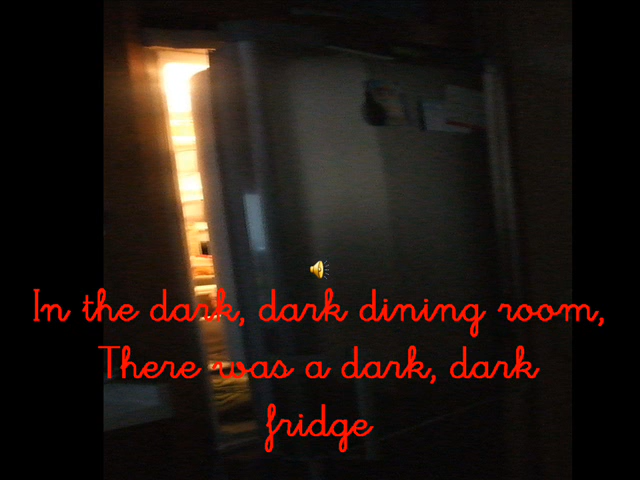 In the dark, dark dining room,
There was a dark, dark
fridge